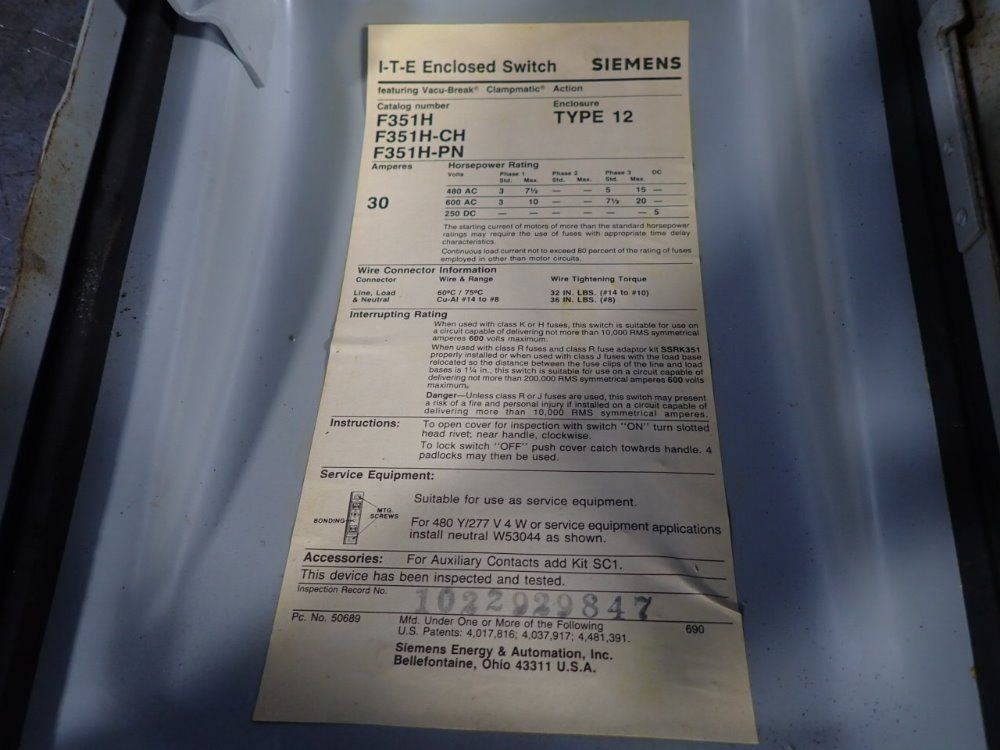 I-T-E Enclosed Switch SIEMENS
featuring Vacu-Break® Clampmatic® Action
Catalog number Enclosure
F351H TYPE 12
F351H-CH
F351H-PN
Amperes Horsepower Rating
Volts Phase 1 Phase 2 Phase 3 DC
Std. Max. Std. Max. Std. Max.
480 AC 3 7½ — — 5 15 —
30 600 AC 3 10 — — 7½ 20 —
250 DC — — — — — — 5
The starting current of motors of more than the standard horsepower
ratings may require the use of fuses with appropriate time delay
characteristics.
Continuous load current not to exceed 80 percent of the rating of fuses
employed in other than motor circuits.
Wire Connector Information
Connector Wire & Range Wire Tightening Torque
Line, Load 60°C / 75°C 32 IN. LBS. (#14 to #10)
& Neutral Cu-Al #14 to #8 36 IN. LBS. (#8)
Interrupting Rating
When used with class K or H fuses, this switch is suitable for use on
a circuit capable of delivering not more than 10,000 RMS symmetrical
amperes 600 volts maximum.
When used with class R fuses and class R fuse adaptor kit SSRK351
properly installed or when used with class J fuses with the load base
relocated so the distance between the fuse clips of the line and load
bases is 1¼ in., this switch is suitable for use on a circuit capable of
delivering not more than 200,000 RMS symmetrical amperes 600 volts
maximum.
Danger—Unless class R or J fuses are used, this switch may present
a risk of a fire and personal injury if installed on a circuit capable of
delivering more than 10,000 RMS symmetrical amperes.
Instructions: To open cover for inspection with switch "ON" turn slotted
head rivet, near handle, clockwise.
To lock switch "OFF" push cover catch towards handle. 4
padlocks may then be used.
Service Equipment:
Suitable for use as service equipment.
MTG.
SCREWS
BONDING
For 480 Y/277 V 4 W or service equipment applications
install neutral W53044 as shown.
Accessories: For Auxiliary Contacts add Kit SC1.
This device has been inspected and tested.
Inspection Record No. 1022929847
Pc. No. 50689 Mfd. Under One or More of the Following 690
U.S. Patents: 4,017,816; 4,037,917; 4,481,391.
Siemens Energy & Automation, Inc.
Bellefontaine, Ohio 43311 U.S.A.